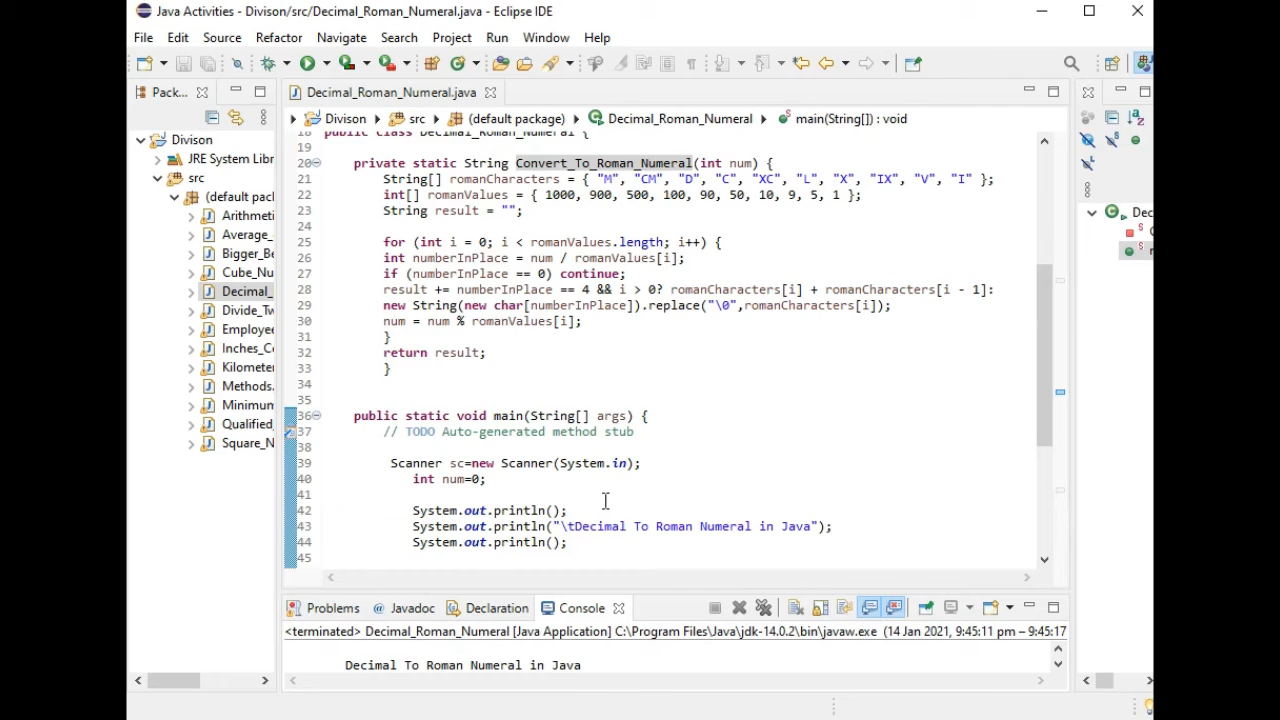 Java Activities - Divison/src/Decimal_Roman_Numeral.java - Eclipse IDE
File Edit Source Refactor Navigate Search Project Run Window Help
Pack...
Decimal_Roman_Numeral.java
Divison src (default package) Decimal_Roman_Numeral main(String[]) : void
Divison
JRE System Libr
src
(default pack
Arithmeti
Average_
Bigger_Be
Cube_Nu
Decimal_
Divide_Tw
Employee
Inches_Co
Kilometer
Methods.
Minimum
Qualified_
Square_N
18 public class Decimal_Roman_Numeral {
19
20 private static String Convert_To_Roman_Numeral(int num) {
21 String[] romanCharacters = { "M", "CM", "D", "C", "XC", "L", "X", "IX", "V", "I" };
22 int[] romanValues = { 1000, 900, 500, 100, 90, 50, 10, 9, 5, 1 };
23 String result = "";
24
25 for (int i = 0; i < romanValues.length; i++) {
26 int numberInPlace = num / romanValues[i];
27 if (numberInPlace == 0) continue;
28 result += numberInPlace == 4 && i > 0? romanCharacters[i] + romanCharacters[i - 1]:
29 new String(new char[numberInPlace]).replace("\0",romanCharacters[i]);
30 num = num % romanValues[i];
31 }
32 return result;
33 }
34
35
36 public static void main(String[] args) {
37 // TODO Auto-generated method stub
38
39 Scanner sc=new Scanner(System.in);
40 int num=0;
41
42 System.out.println();
43 System.out.println("\tDecimal To Roman Numeral in Java");
44 System.out.println();
45
Dec
Problems @ Javadoc Declaration Console
<terminated> Decimal_Roman_Numeral [Java Application] C:\Program Files\Java\jdk-14.0.2\bin\javaw.exe (14 Jan 2021, 9:45:11 pm – 9:45:17
Decimal To Roman Numeral in Java